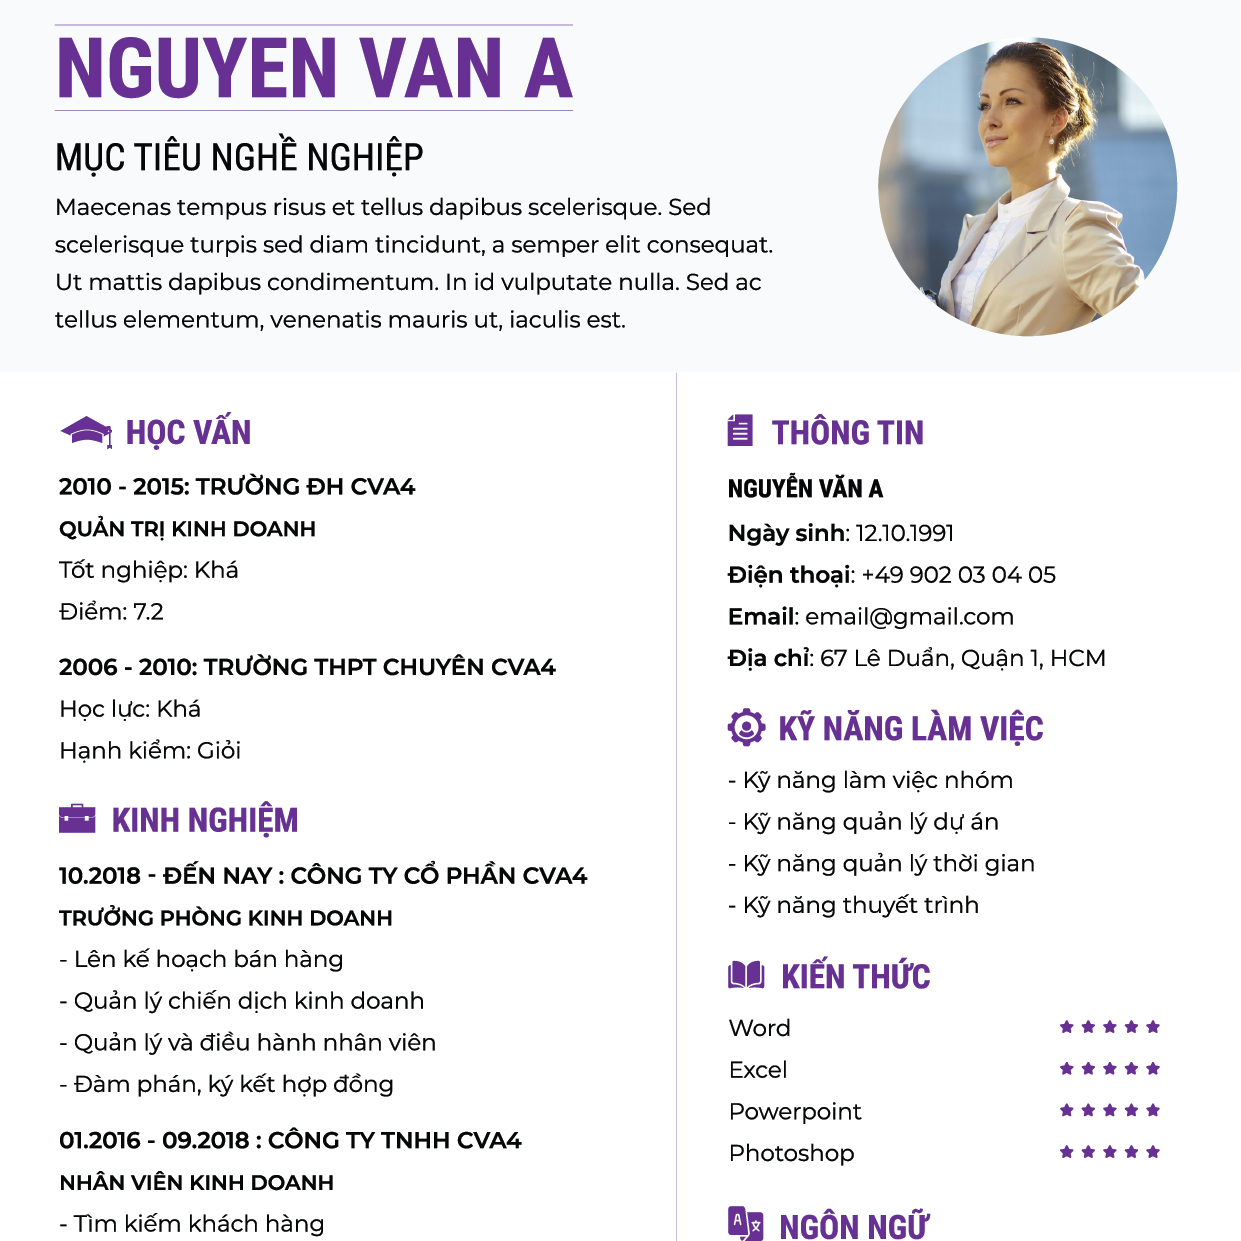 NGUYEN VAN A
MỤC TIÊU NGHỀ NGHIỆP
Maecenas tempus risus et tellus dapibus scelerisque. Sed
scelerisque turpis sed diam tincidunt, a semper elit consequat.
Ut mattis dapibus condimentum. In id vulputate nulla. Sed ac
tellus elementum, venenatis mauris ut, iaculis est.
HỌC VẤN
2010 - 2015: TRƯỜNG ĐH CVA4
QUẢN TRỊ KINH DOANH
Tốt nghiệp: Khá
Điểm: 7.2
2006 - 2010: TRƯỜNG THPT CHUYÊN CVA4
Học lực: Khá
Hạnh kiểm: Giỏi
KINH NGHIỆM
10.2018 - ĐẾN NAY : CÔNG TY CỔ PHẦN CVA4
TRƯỞNG PHÒNG KINH DOANH
- Lên kế hoạch bán hàng
- Quản lý chiến dịch kinh doanh
- Quản lý và điều hành nhân viên
- Đàm phán, ký kết hợp đồng
01.2016 - 09.2018 : CÔNG TY TNHH CVA4
NHÂN VIÊN KINH DOANH
- Tìm kiếm khách hàng
THÔNG TIN
NGUYỄN VĂN A
Ngày sinh: 12.10.1991
Điện thoại: +49 902 03 04 05
Email: email@gmail.com
Địa chỉ: 67 Lê Duẩn, Quận 1, HCM
KỸ NĂNG LÀM VIỆC
- Kỹ năng làm việc nhóm
- Kỹ năng quản lý dự án
- Kỹ năng quản lý thời gian
- Kỹ năng thuyết trình
KIẾN THỨC
Word
Excel
Powerpoint
Photoshop
NGÔN NGỮ